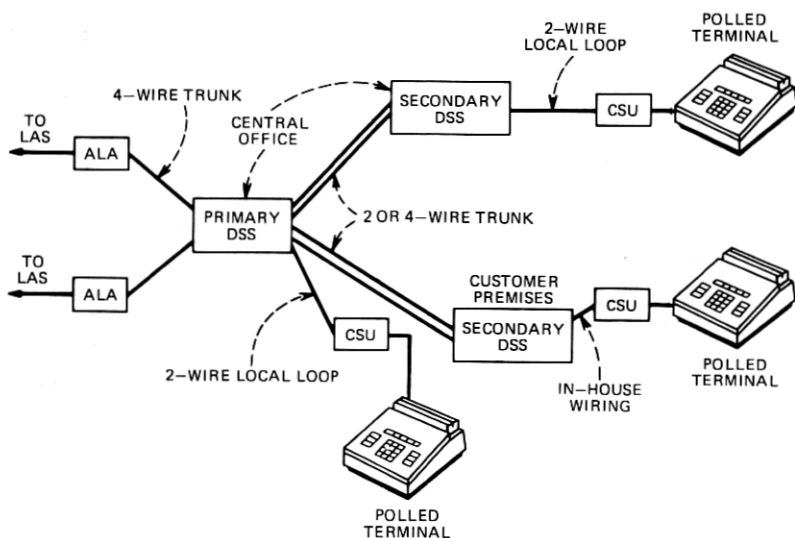 POLLED
TERMINAL
2-WIRE
LOCAL LOOP
4-WIRE TRUNK
SECONDARY
DSS
CSU
CENTRAL
OFFICE
TO
LAS
ALA
PRIMARY
DSS
2 OR 4-WIRE TRUNK
TO
LAS
ALA
CUSTOMER
PREMISES
SECONDARY
DSS
CSU
POLLED
TERMINAL
CSU
2-WIRE LOCAL LOOP
IN-HOUSE
WIRING
POLLED
TERMINAL